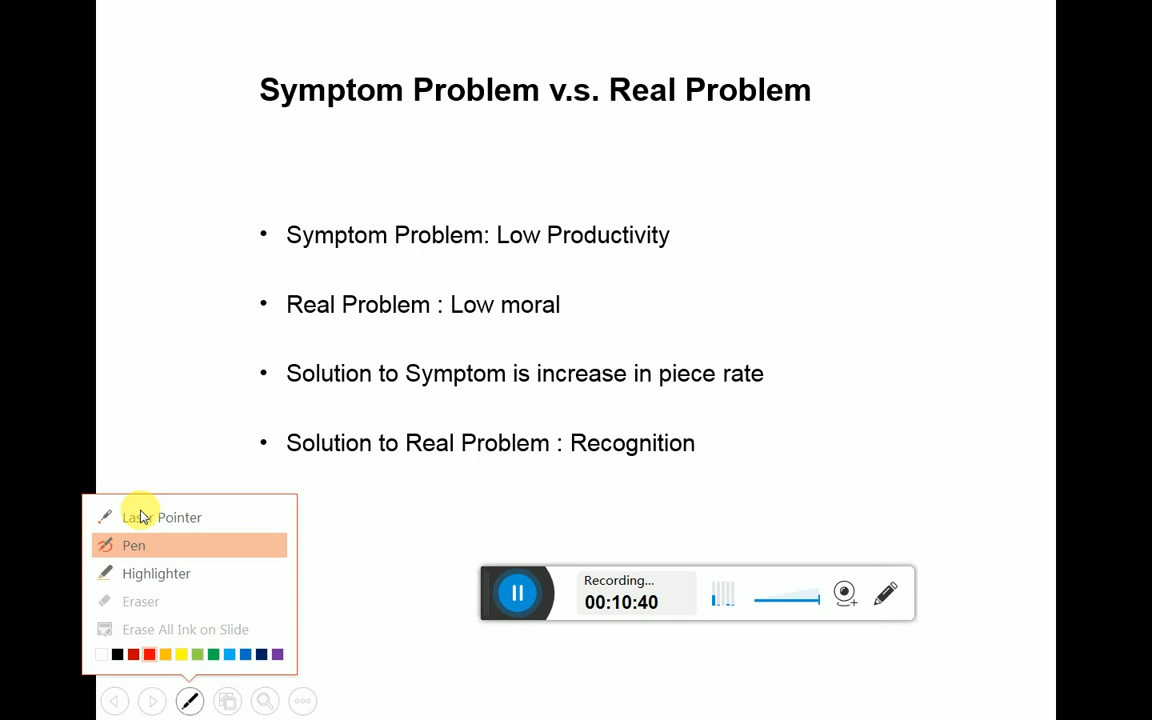 Symptom Problem v.s. Real Problem
• Symptom Problem: Low Productivity
• Real Problem : Low moral
• Solution to Symptom is increase in piece rate
• Solution to Real Problem : Recognition
Laser Pointer
Pen
Highlighter
Eraser
Erase All Ink on Slide
Recording...
00:10:40